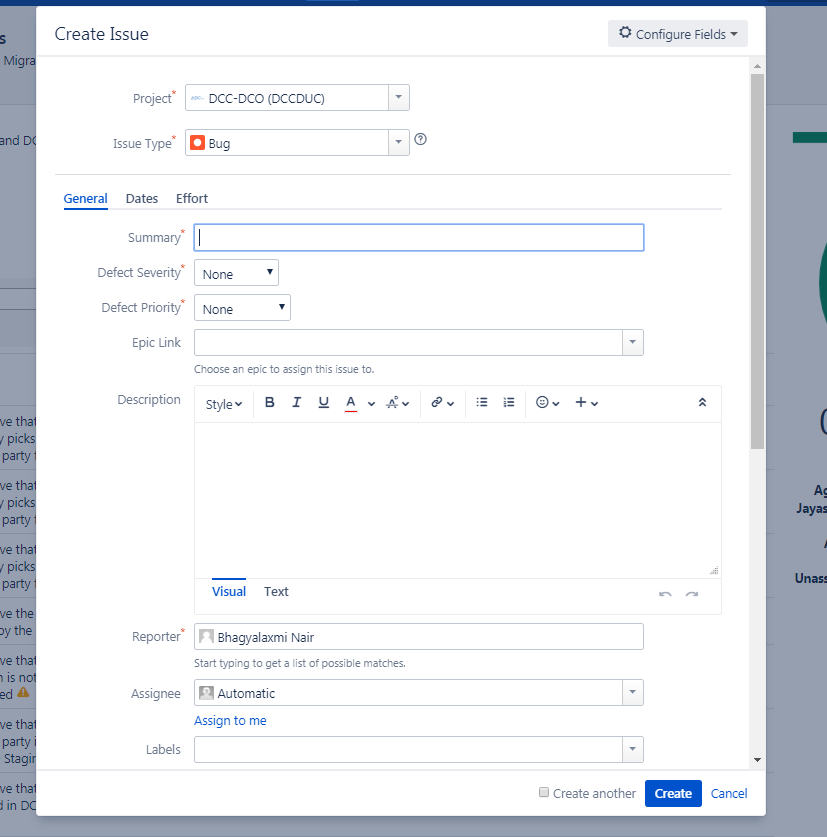 Create Issue
Configure Fields
s
Migra
Project*
DCC-DCO (DCCDUC)
and DC
Issue Type*
Bug
General Dates Effort
Summary*
Defect Severity*
None
Defect Priority*
None
Epic Link
Choose an epic to assign this issue to.
Description
Style B I U A
ve that
y picks
party
ve that
y picks
party
ve that
y picks
party
Ag
Jayas
A
Unass
Visual Text
ve the
by the
Reporter*
Bhagyalaxmi Nair
Start typing to get a list of possible matches.
ve that
n is not
ed
Assignee
Automatic
Assign to me
ve that
party i
Stagin
Labels
ve that
d in DC
Create another Create Cancel